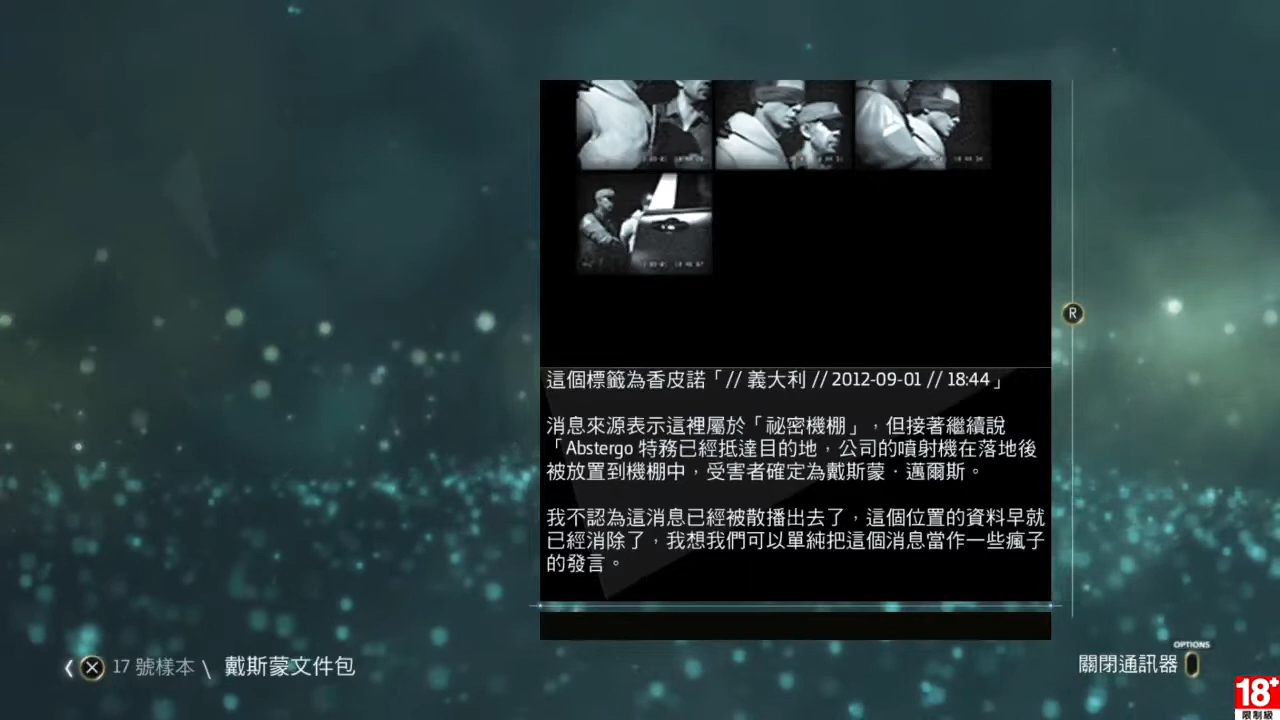 這個標籤為香皮諾「// 義大利 // 2012-09-01 // 18:44」
消息來源表示這裡屬於「祕密機棚」，但接著繼續說
「Abstergo 特務已經抵達目的地，公司的噴射機在落地後
被放置到機棚中，受害者確定為戴斯蒙．邁爾斯。
我不認為這消息已經被散播出去了，這個位置的資料早就
已經消除了，我想我們可以單純把這個消息當作一些瘋子
的發言。
R
17 號樣本 \ 戴斯蒙文件包
OPTIONS
關閉通訊器
18+
限制級